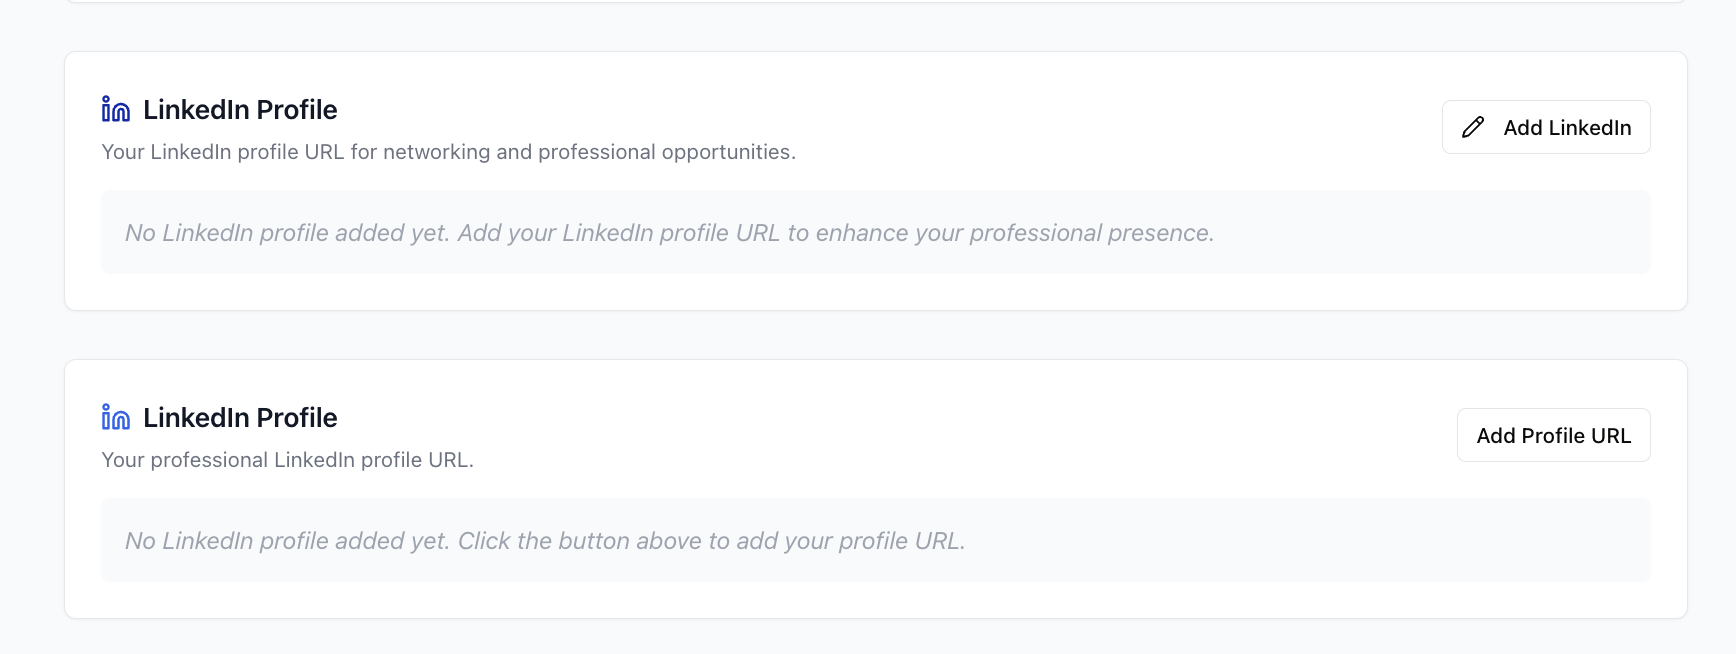 LinkedIn Profile
Add LinkedIn
Your LinkedIn profile URL for networking and professional opportunities.
No LinkedIn profile added yet. Add your LinkedIn profile URL to enhance your professional presence.
LinkedIn Profile
Add Profile URL
Your professional LinkedIn profile URL.
No LinkedIn profile added yet. Click the button above to add your profile URL.